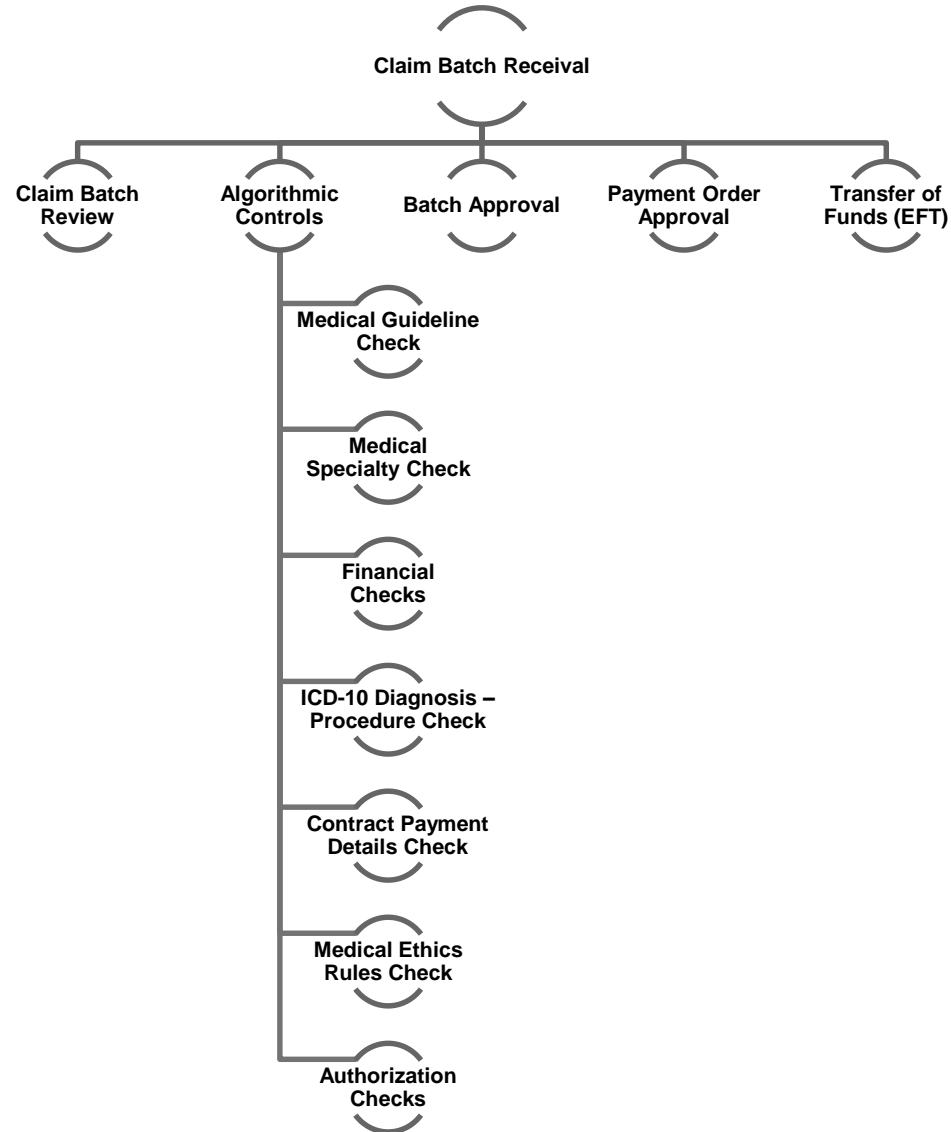 Claim Batch Receival
Claim Batch
Review
Algorithmic
Controls
Batch Approval
Payment Order
Approval
Transfer of
Funds (EFT)
Medical Guideline
Check
Medical
Specialty Check
Financial
Checks
ICD-10 Diagnosis –
Procedure Check
Contract Payment
Details Check
Medical Ethics
Rules Check
Authorization
Checks